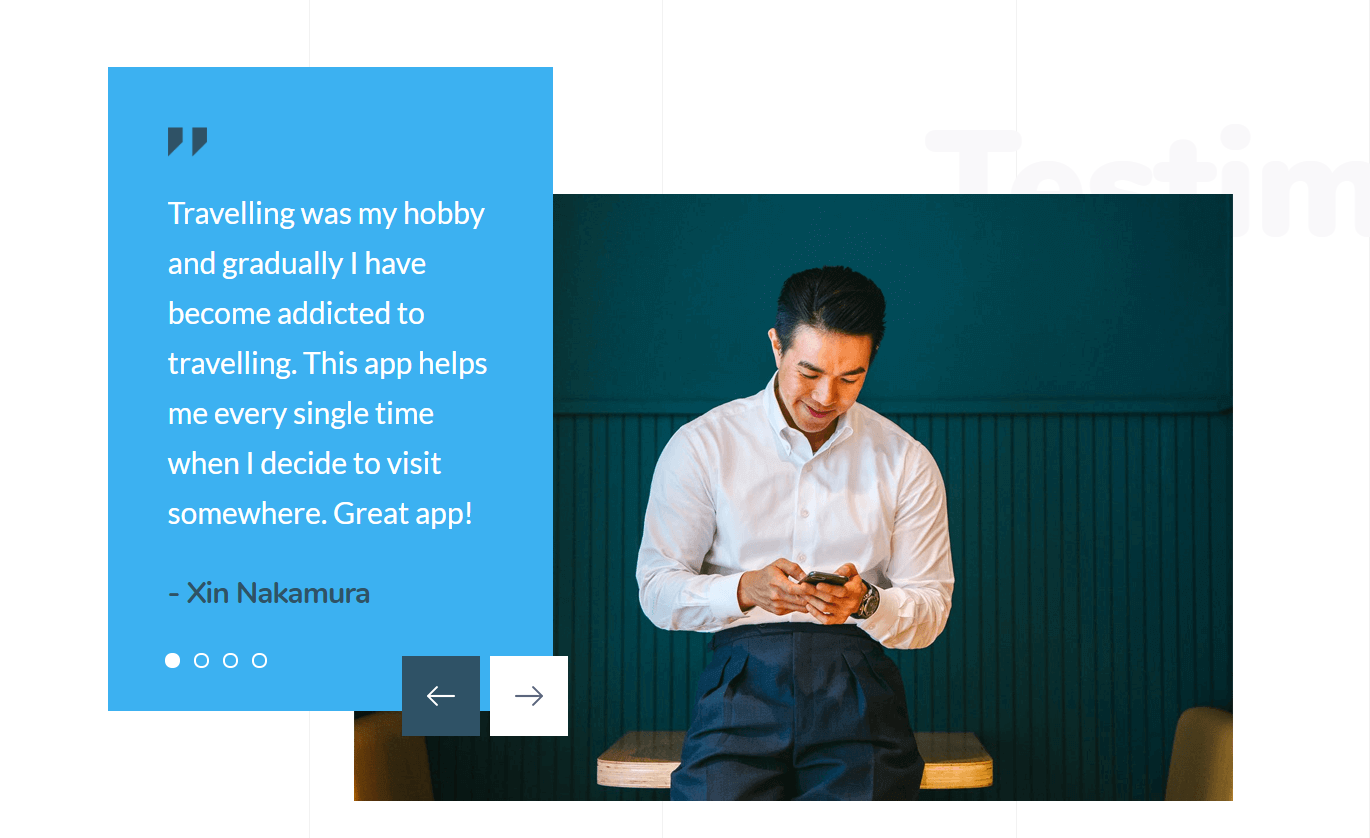 Testim
Travelling was my hobby
and gradually I have
become addicted to
travelling. This app helps
me every single time
when I decide to visit
somewhere. Great app!
- Xin Nakamura